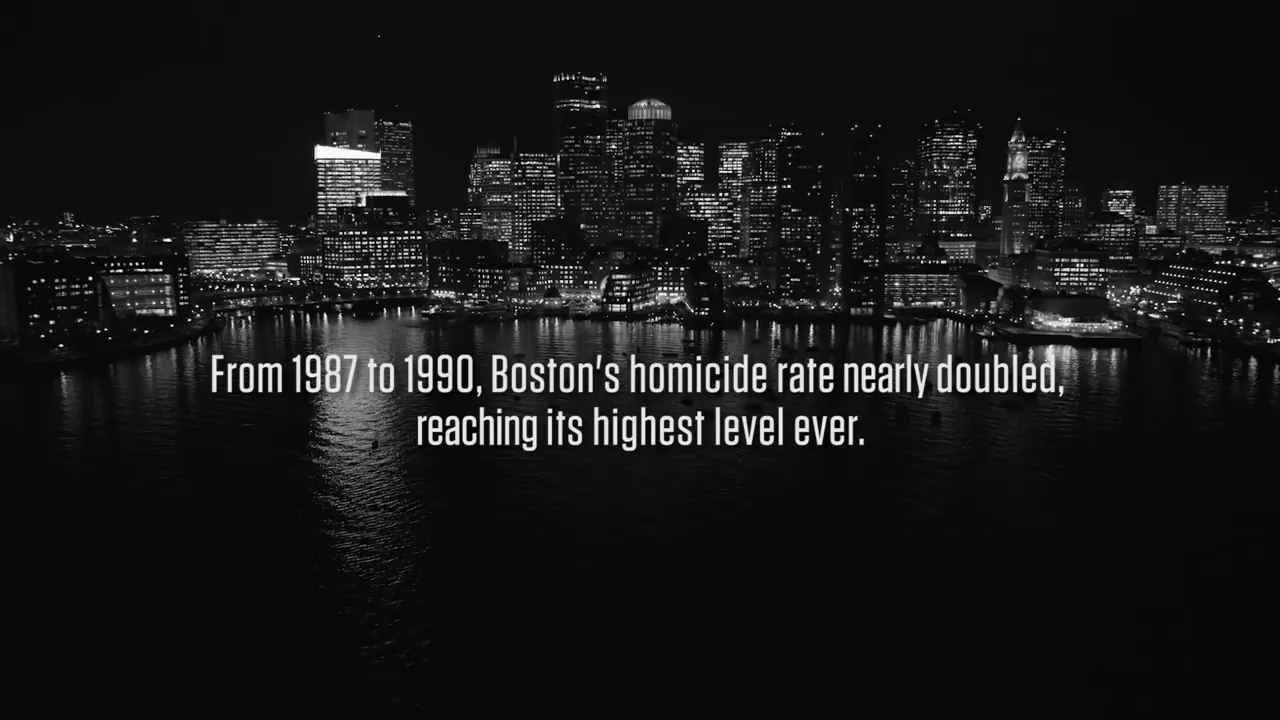 From 1987 to 1990, Boston's homicide rate nearly doubled,
reaching its highest level ever.